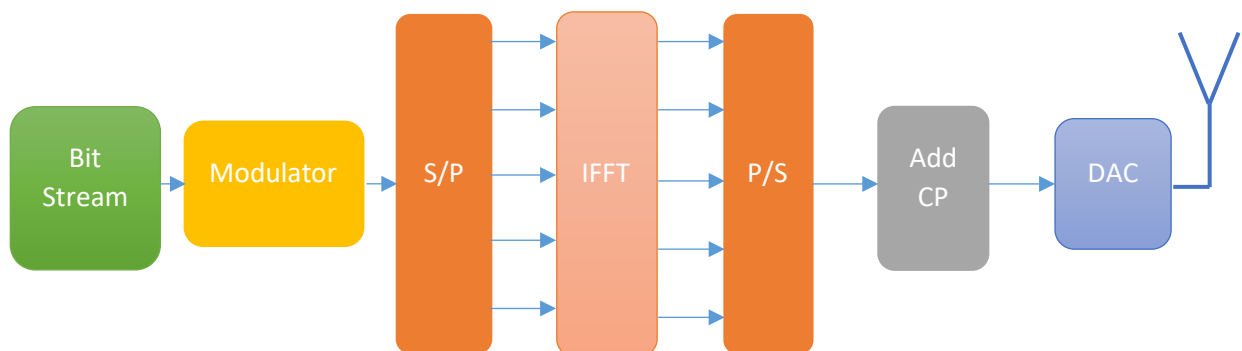 Bit
Stream
Modulator
S/P
IFFT
P/S
Add
CP
DAC